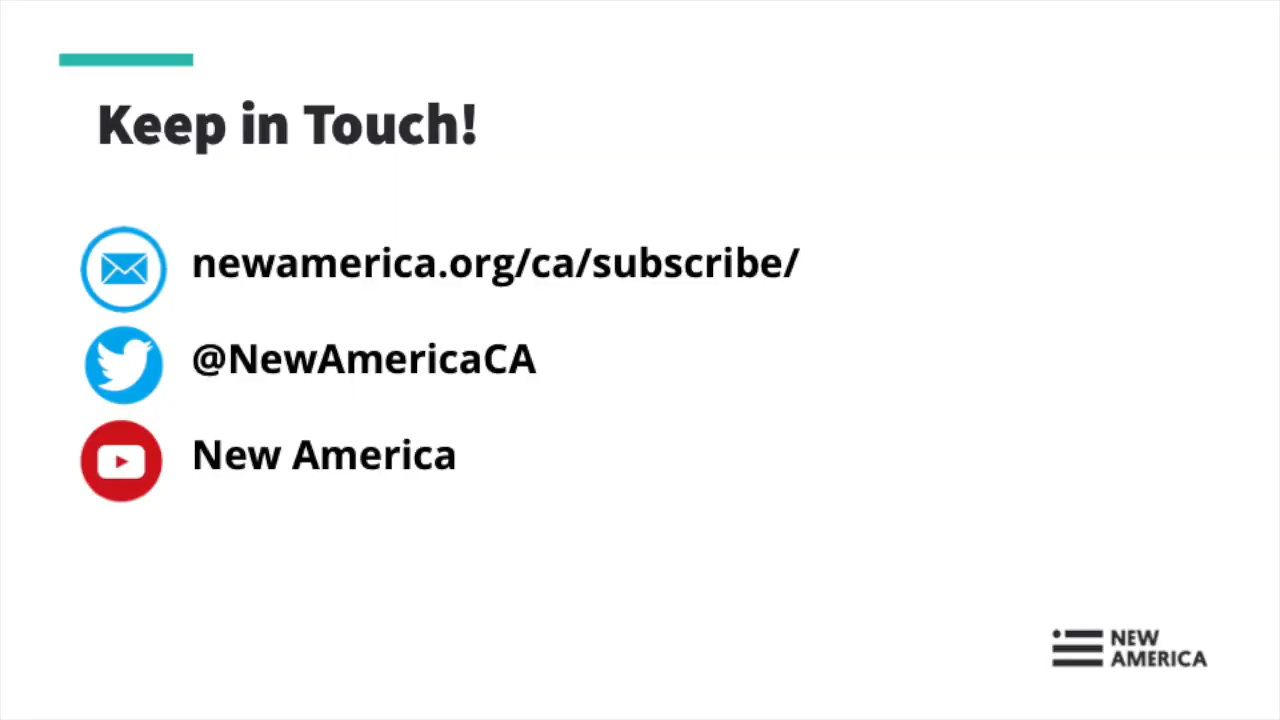 Keep in Touch!
newamerica.org/ca/subscribe/
@NewAmericaCA
New America
NEW
AMERICA